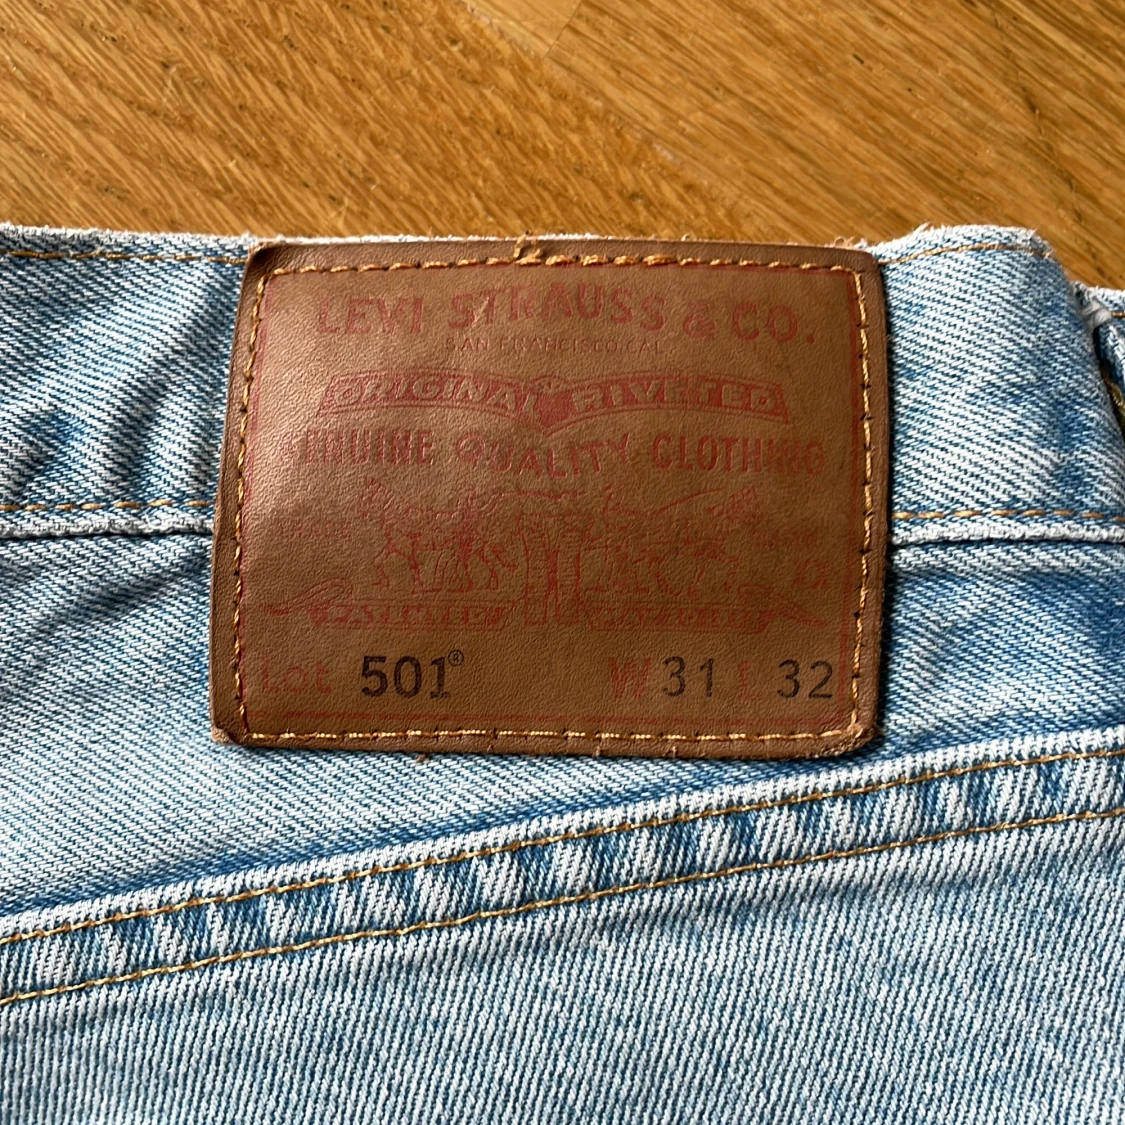 LEVI STRAUSS & CO.
SAN FRANCISCO, CAL
ORIGINAL RIVETED
GENUINE QUALITY CLOTHING
Lot 501® W 31 L 32